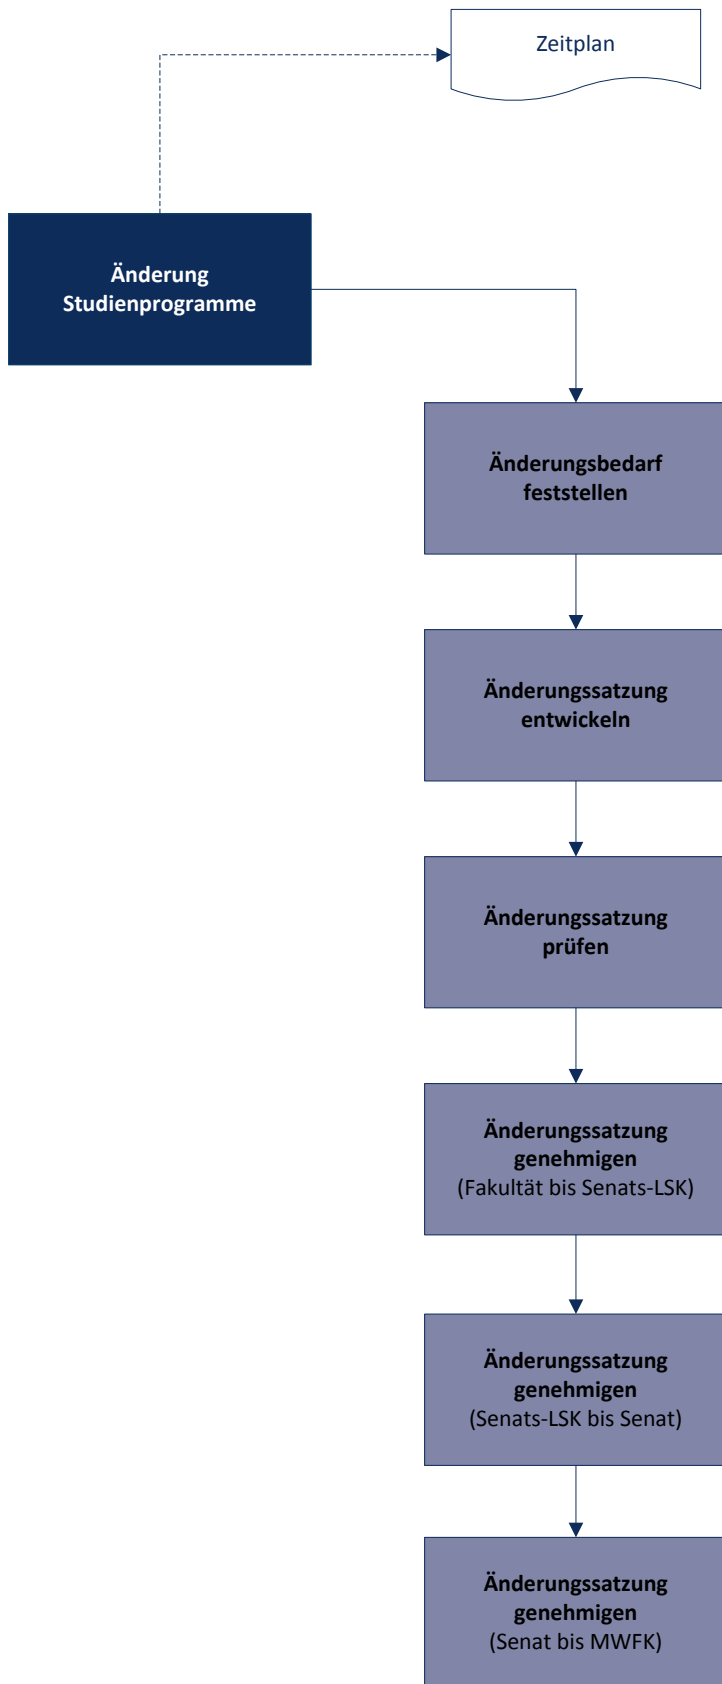 Zeitplan
Änderung
Studienprogramme
Änderungsbedarf
feststellen
Änderungssatzung
entwickeln
Änderungssatzung
prüfen
Änderungssatzung
genehmigen
(Fakultät bis Senats-LSK)
Änderungssatzung
genehmigen
(Senats-LSK bis Senat)
Änderungssatzung
genehmigen
(Senat bis MWFK)